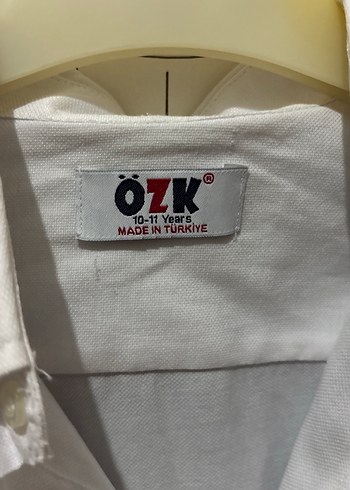 ÖZK®
10-11 Years
MADE IN TÜRKİYE